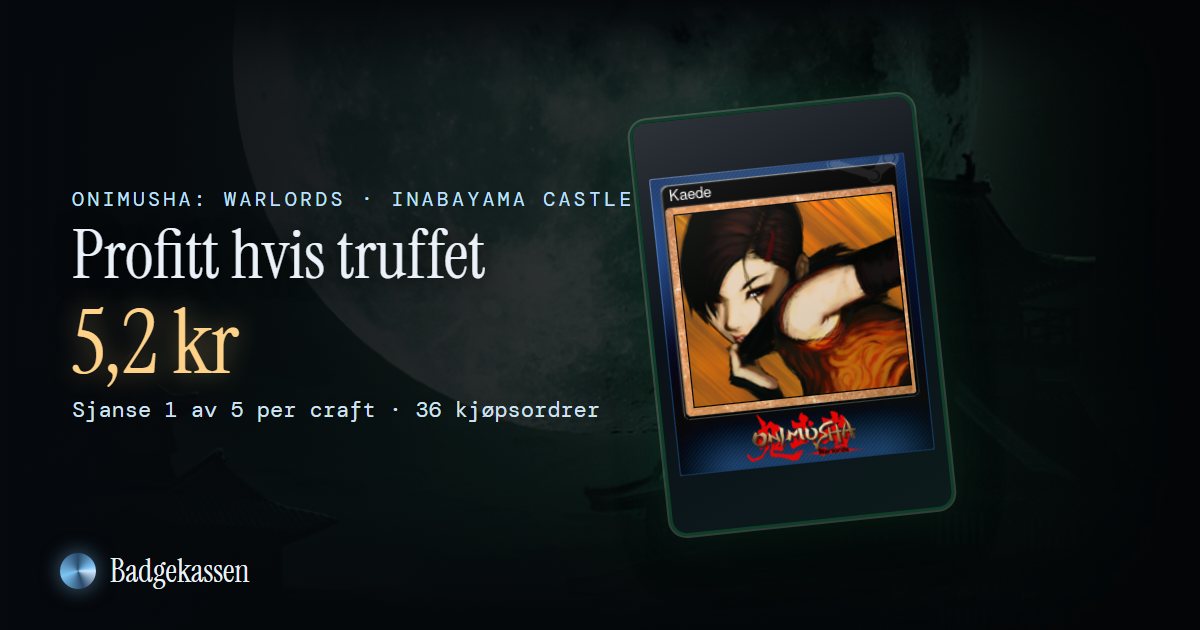 ONIMUSHA: WARLORDS · INABAYAMA CASTLE
Profitt hvis truffet
5,2 kr
Sjanse 1 av 5 per craft · 36 kjøpsordrer
Kaede
ONIMUSHA
Badgekassen